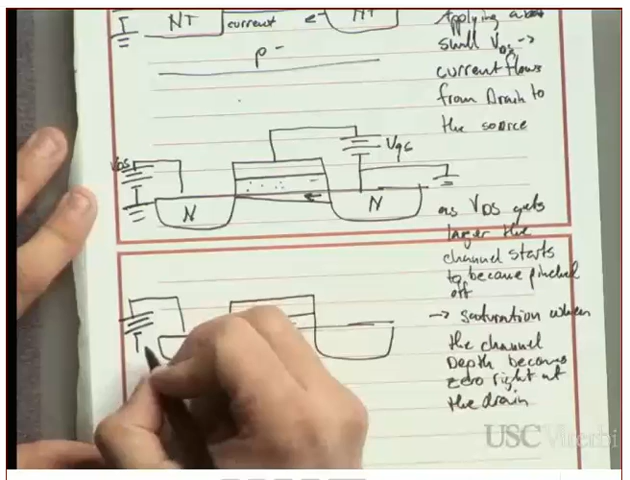 N+
current
e-
N+
p-
Applying a
small VDS →
current flows
from Drain to
the source
VDS
Vgs
N
N
as VDS gets
larger the
channel starts
to become pinched
off
→ saturation when
the channel
Depth becomes
zero right at
the drain
USC Viterbi